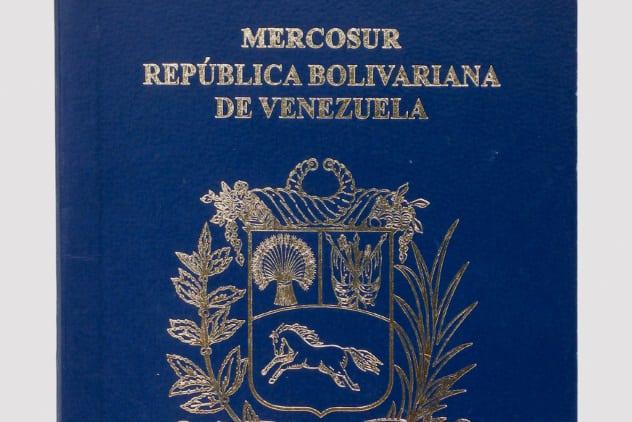 MERCOSUR
REPÚBLICA BOLIVARIANA
DE VENEZUELA